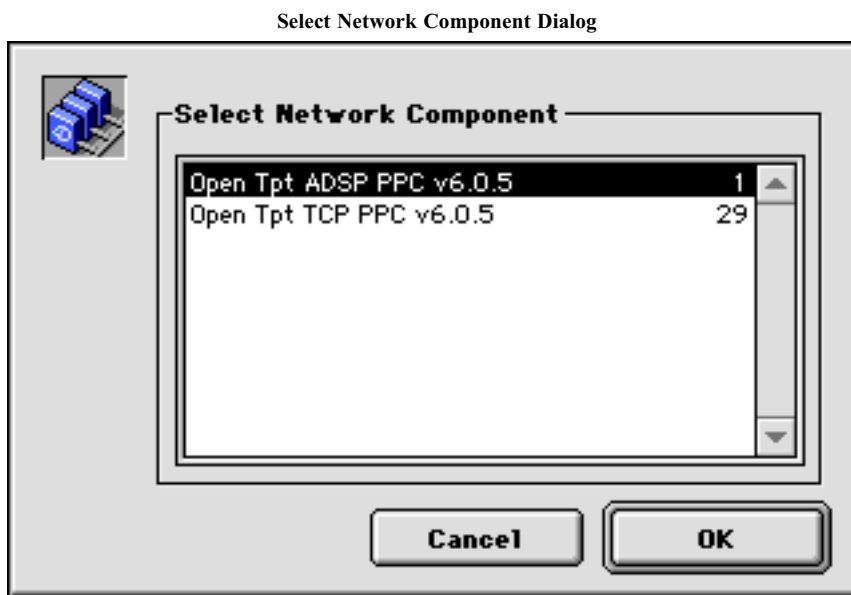 Select Network Component Dialog
Select Network Component
Open Tpt ADSP PPC v6.0.5 1
Open Tpt TCP PPC v6.0.5 29
Cancel OK